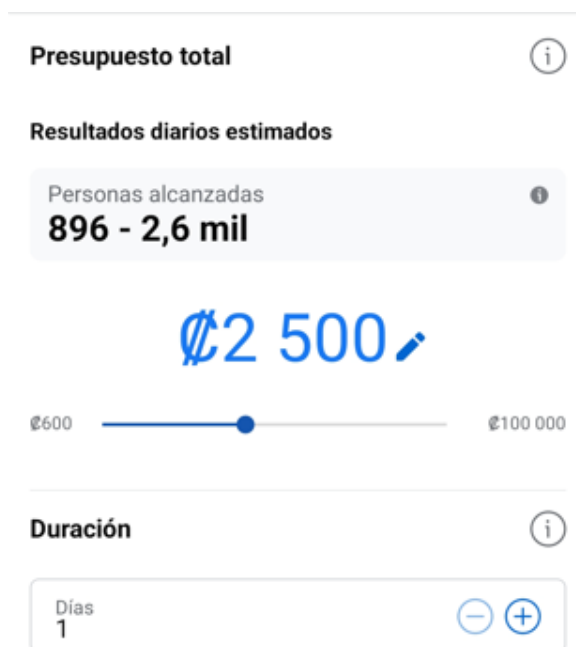 Presupuesto total
Resultados diarios estimados
Personas alcanzadas
896 - 2,6 mil
₡2 500
₡600
₡100 000
Duración
Días
1